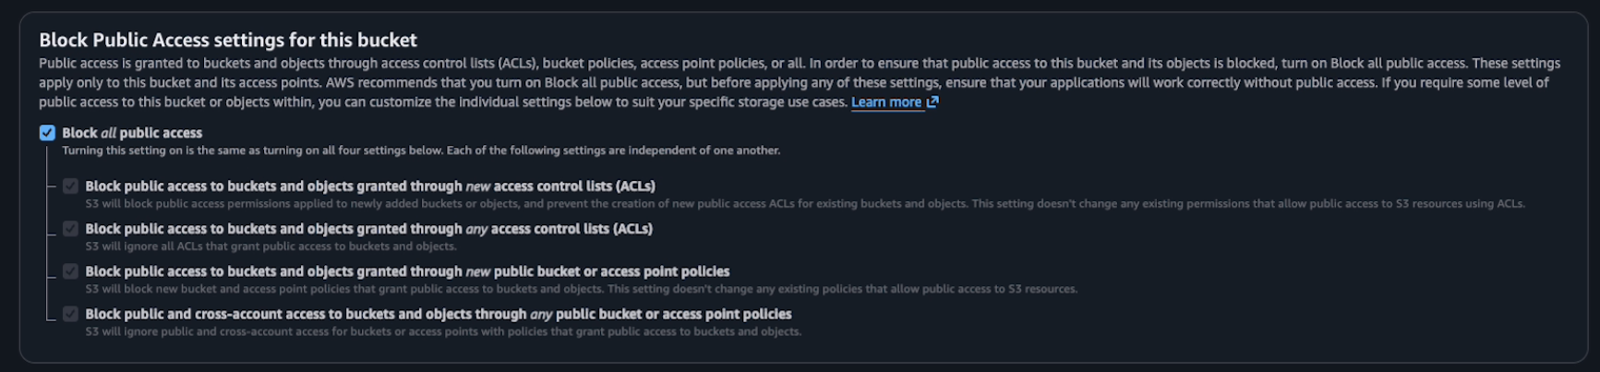 Block Public Access settings for this bucket
Public access is granted to buckets and objects through access control lists (ACLs), bucket policies, access point policies, or all. In order to ensure that public access to this bucket and its objects is blocked, turn on Block all public access. These settings
apply only to this bucket and its access points. AWS recommends that you turn on Block all public access, but before applying any of these settings, ensure that your applications will work correctly without public access. If you require some level of
public access to this bucket or objects within, you can customize the individual settings below to suit your specific storage use cases. Learn more
Block all public access
Turning this setting on is the same as turning on all four settings below. Each of the following settings are independent of one another.
Block public access to buckets and objects granted through new access control lists (ACLs)
S3 will block public access permissions applied to newly added buckets or objects, and prevent the creation of new public access ACLs for existing buckets and objects. This setting doesn't change any existing permissions that allow public access to S3 resources using ACLs.
Block public access to buckets and objects granted through any access control lists (ACLs)
S3 will ignore all ACLs that grant public access to buckets and objects.
Block public access to buckets and objects granted through new public bucket or access point policies
S3 will block new bucket and access point policies that grant public access to buckets and objects. This setting doesn't change any existing policies that allow public access to S3 resources.
Block public and cross-account access to buckets and objects through any public bucket or access point policies
S3 will ignore public and cross-account access for buckets or access points with policies that grant public access to buckets and objects.